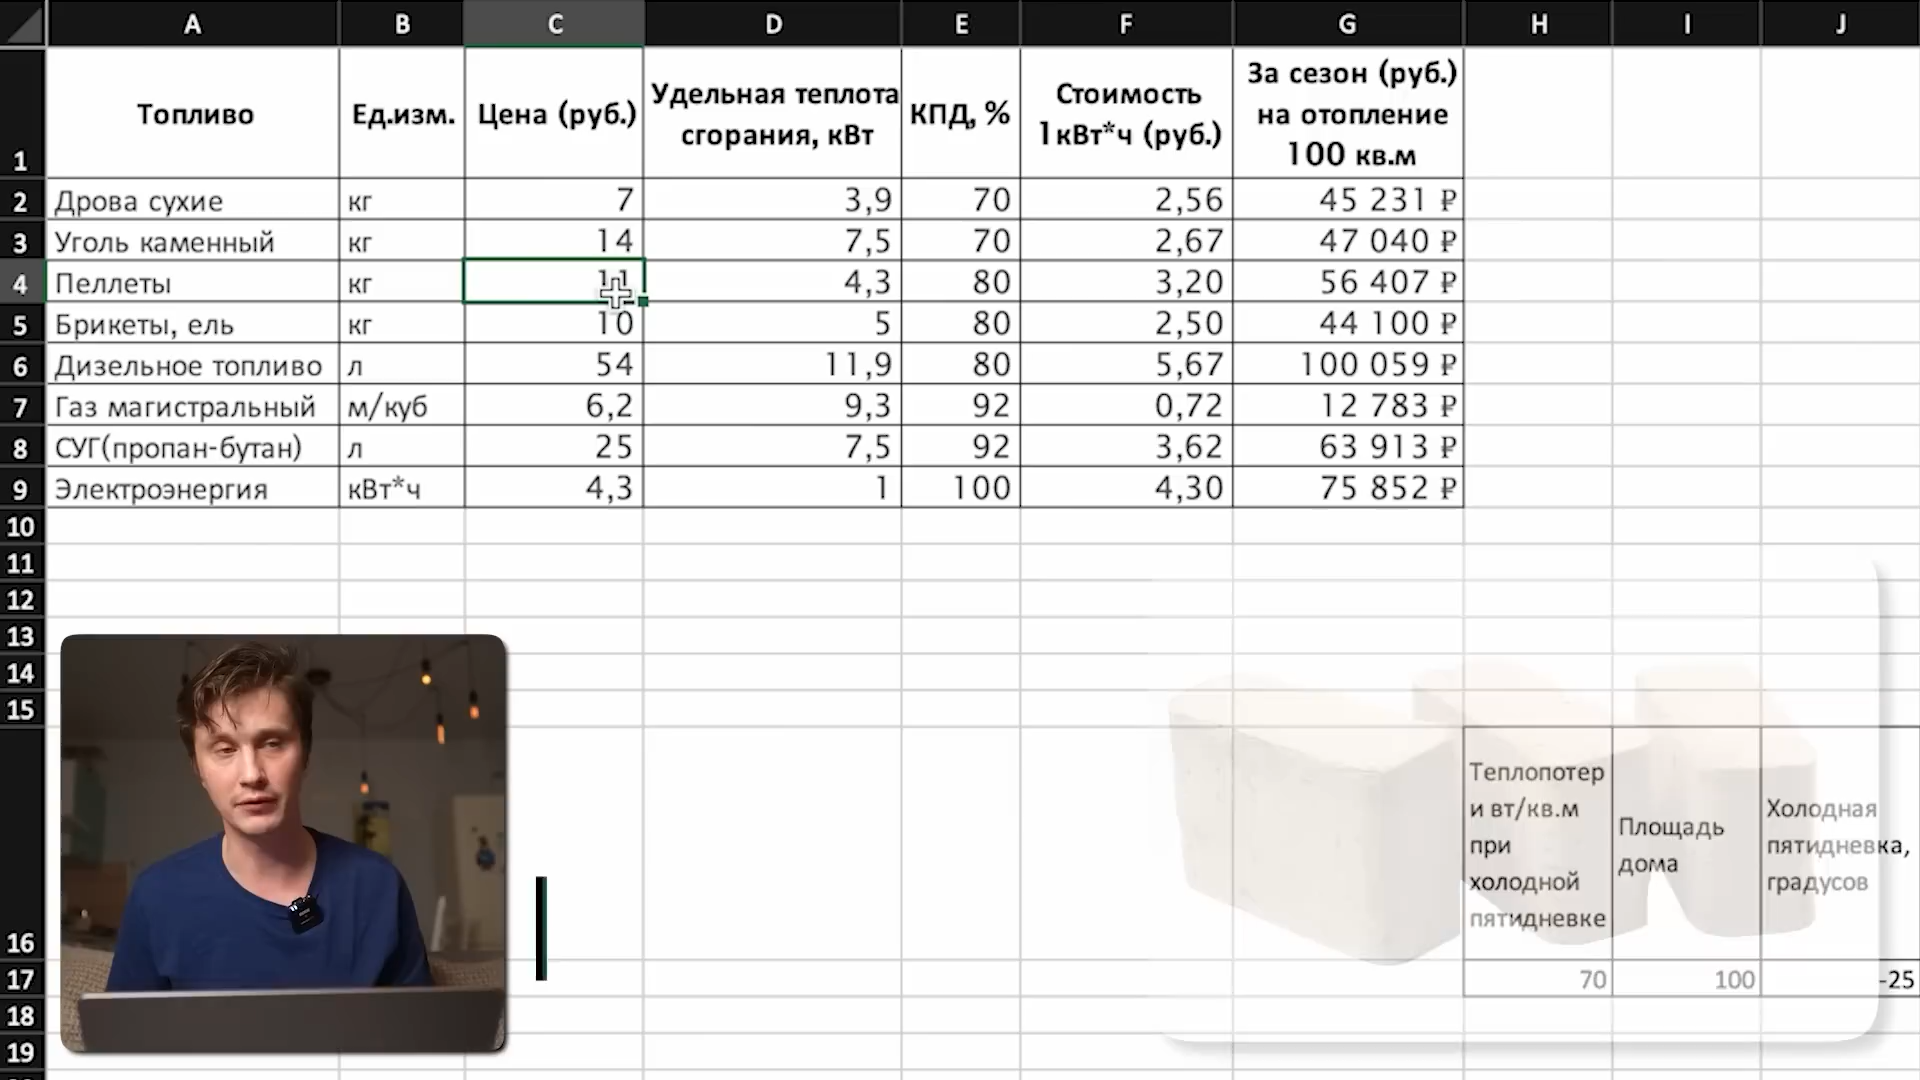 A B C D E F G H I J
1 Топливо Ед.изм. Цена (руб.) Удельная теплота сгорания, кВт КПД, % Стоимость 1кВт*ч (руб.) За сезон (руб.) на отопление 100 кв.м
2 Дрова сухие кг 7 3,9 70 2,56 45 231 ₽
3 Уголь каменный кг 14 7,5 70 2,67 47 040 ₽
4 Пеллеты кг 11 4,3 80 3,20 56 407 ₽
5 Брикеты, ель кг 10 5 80 2,50 44 100 ₽
6 Дизельное топливо л 54 11,9 80 5,67 100 059 ₽
7 Газ магистральный м/куб 6,2 9,3 92 0,72 12 783 ₽
8 СУГ(пропан-бутан) л 25 7,5 92 3,62 63 913 ₽
9 Электроэнергия кВт*ч 4,3 1 100 4,30 75 852 ₽
10
11
12
13
14
15
16 Теплопотер и вт/кв.м при холодной пятидневке Площадь дома Холодная пятидневка, градусов
17 70 100 -25
18
19